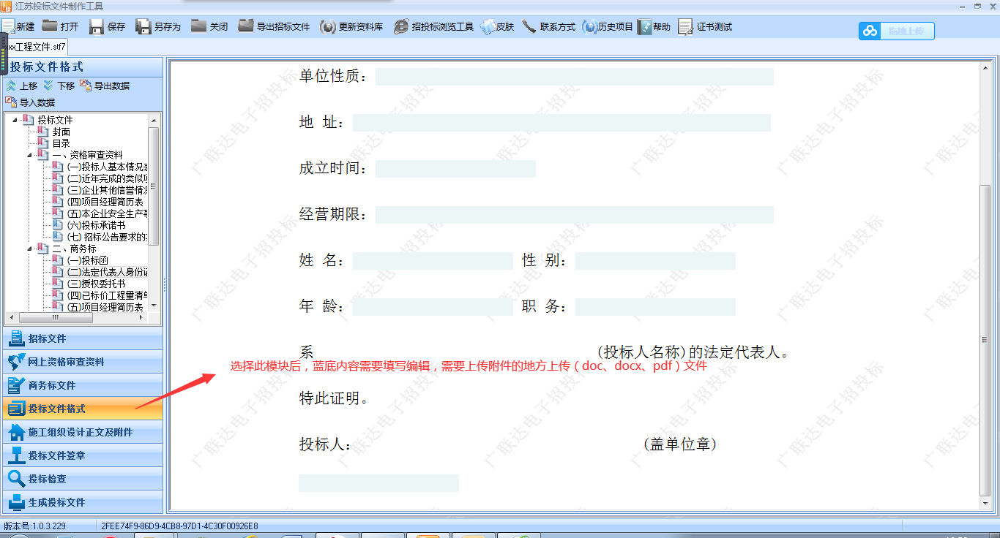 江苏投标文件制作工具
新建 打开 保存 另存为 关闭 导出招标文件 更新资料库 招投标浏览工具 皮肤 联系方式 历史项目 帮助 证书测试
拖拽上传
xx工程文件.stf7
投标文件格式
上移 下移 导出数据
导入数据
投标文件
封面
目录
一、资格审查资料
(一)投标人基本情况表
(二)近年完成的类似项
(三)企业其他信誉情况
(四)项目经理简历表
(五)本企业安全生产事
(六)投标承诺书
(七) 招标公告要求的
二、商务标
(一)投标函
(二)法定代表人身份证
(三)授权委托书
(四)已标价工程量清单
(五)项目经理简历表
招标文件
网上资格审查资料
商务标文件
投标文件格式
施工组织设计正文及附件
投标文件签章
投标检查
生成投标文件
单位性质：
地 址：
成立时间：
经营期限：
姓 名： 性 别：
年 龄： 职 务：
系 (投标人名称)的法定代表人。
选择此模块后，蓝底内容需要填写编辑，需要上传附件的地方上传（doc、docx、pdf）文件
特此证明。
投标人： (盖单位章)
广联达电子招投标
版本号:1.0.3.229 2FEE74F9-86D9-4CB8-97D1-4C30F00926E8